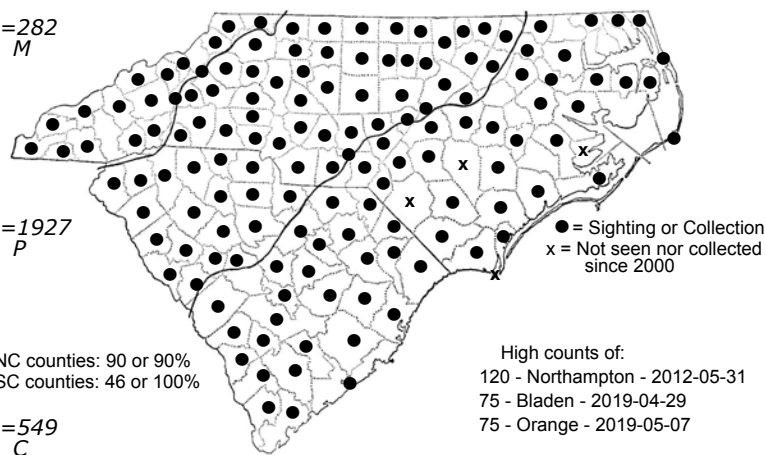 =282
M
=1927
P
● = Sighting or Collection
x = Not seen nor collected
since 2000
x
x
x
x
NC counties: 90 or 90%
SC counties: 46 or 100%
High counts of:
120 - Northampton - 2012-05-31
75 - Bladen - 2019-04-29
75 - Orange - 2019-05-07
=549
C